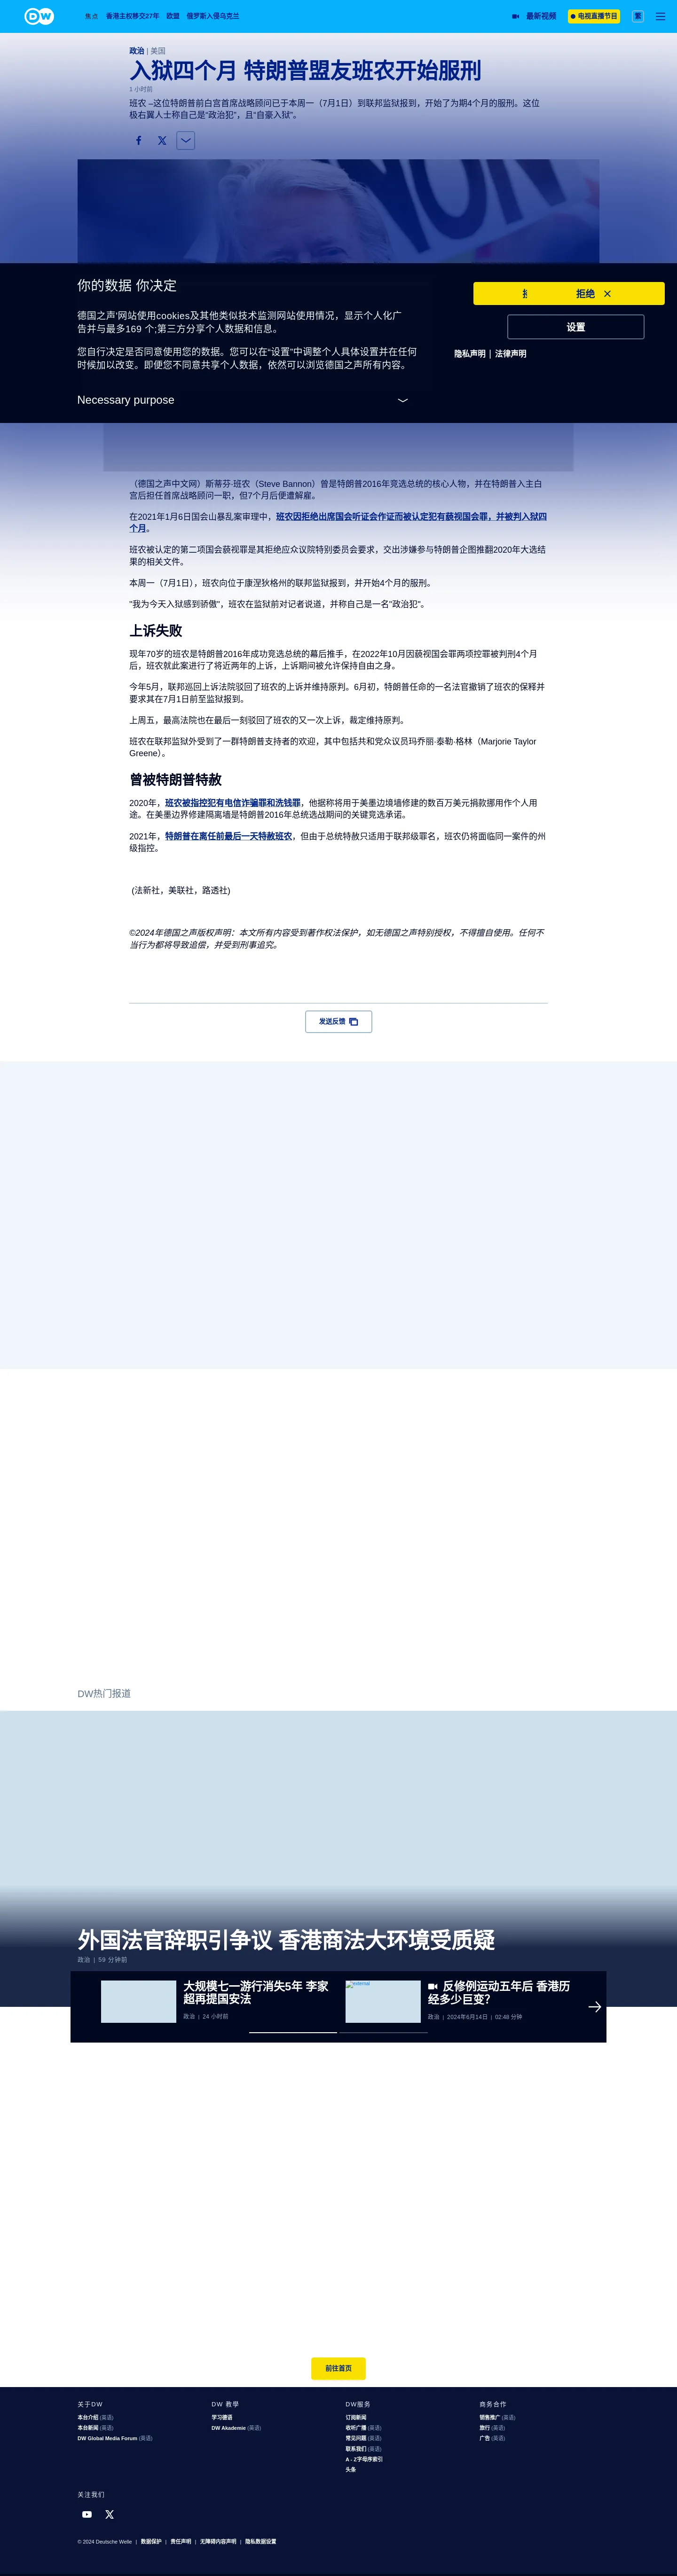 DW
焦点 香港主权移交27年 欧盟 俄罗斯入侵乌克兰
最新视频 电视直播节目 繁
政治 | 美国
入狱四个月 特朗普盟友班农开始服刑
1 小时前
班农 –这位特朗普前白宫首席战略顾问已于本周一（7月1日）到联邦监狱报到，开始了为期4个月的服刑。这位
极右翼人士称自己是“政治犯”，且“自豪入狱”。
你的数据 你决定
德国之声'网站使用cookies及其他类似技术监测网站使用情况，显示个人化广
告并与最多169 个;第三方分享个人数据和信息。
您自行决定是否同意使用您的数据。您可以在“设置”中调整个人具体设置并在任何
时候加以改变。即便您不同意共享个人数据，依然可以浏览德国之声所有内容。
Necessary purpose
拒绝
设置
隐私声明 | 法律声明
（德国之声中文网）斯蒂芬·班农（Steve Bannon）曾是特朗普2016年竞选总统的核心人物，并在特朗普入主白
宫后担任首席战略顾问一职，但7个月后便遭解雇。
在2021年1月6日国会山暴乱案审理中，班农因拒绝出席国会听证会作证而被认定犯有藐视国会罪，并被判入狱四
个月。
班农被认定的第二项国会藐视罪是其拒绝应众议院特别委员会要求，交出涉嫌参与特朗普企图推翻2020年大选结
果的相关文件。
本周一（7月1日），班农向位于康涅狄格州的联邦监狱报到，并开始4个月的服刑。
"我为今天入狱感到骄傲"，班农在监狱前对记者说道，并称自己是一名"政治犯"。
上诉失败
现年70岁的班农是特朗普2016年成功竞选总统的幕后推手，在2022年10月因藐视国会罪两项控罪被判刑4个月
后，班农就此案进行了将近两年的上诉，上诉期间被允许保持自由之身。
今年5月，联邦巡回上诉法院驳回了班农的上诉并维持原判。6月初，特朗普任命的一名法官撤销了班农的保释并
要求其在7月1日前至监狱报到。
上周五，最高法院也在最后一刻驳回了班农的又一次上诉，裁定维持原判。
班农在联邦监狱外受到了一群特朗普支持者的欢迎，其中包括共和党众议员玛乔丽·泰勒·格林（Marjorie Taylor
Greene）。
曾被特朗普特赦
2020年，班农被指控犯有电信诈骗罪和洗钱罪，他据称将用于美墨边境墙修建的数百万美元捐款挪用作个人用
途。在美墨边界修建隔离墙是特朗普2016年总统选战期间的关键竞选承诺。
2021年，特朗普在离任前最后一天特赦班农，但由于总统特赦只适用于联邦级罪名，班农仍将面临同一案件的州
级指控。
(法新社，美联社，路透社)
©2024年德国之声版权声明：本文所有内容受到著作权法保护，如无德国之声特别授权，不得擅自使用。任何不
当行为都将导致追偿，并受到刑事追究。
发送反馈
DW热门报道
外国法官辞职引争议 香港商法大环境受质疑
政治 | 59 分钟前
大规模七一游行消失5年 李家
超再提国安法
政治 | 24 小时前
external
反修例运动五年后 香港历
经多少巨变?
政治 | 2024年6月14日 | 02:48 分钟
前往首页
关于DW
本台介绍 (英语)
本台新闻 (英语)
DW Global Media Forum (英语)
DW 教學
学习德语
DW Akademie (英语)
DW服务
订阅新闻
收听广播 (英语)
常见问题 (英语)
联系我们 (英语)
A - Z字母序索引
头条
商务合作
销售推广 (英语)
旅行 (英语)
广告 (英语)
关注我们
© 2024 Deutsche Welle | 数据保护 | 责任声明 | 无障碍内容声明 | 隐私数据设置